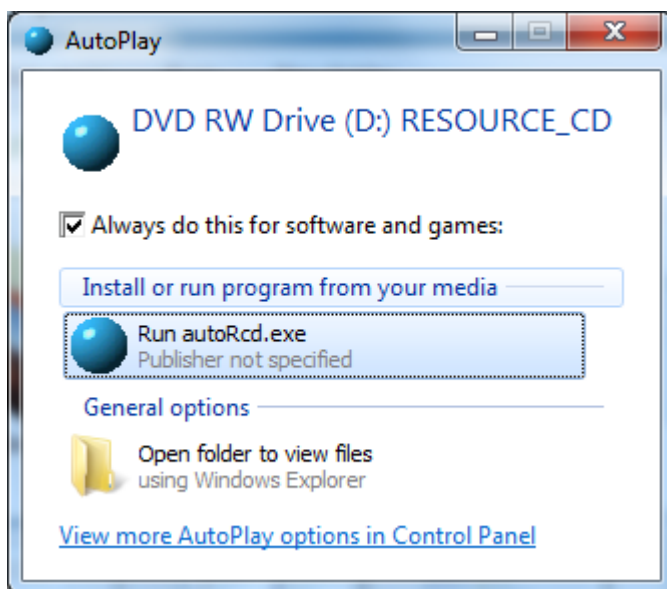 AutoPlay
DVD RW Drive (D:) RESOURCE_CD
Always do this for software and games:
Install or run program from your media
Run autoRcd.exe
Publisher not specified
General options
Open folder to view files
using Windows Explorer
View more AutoPlay options in Control Panel